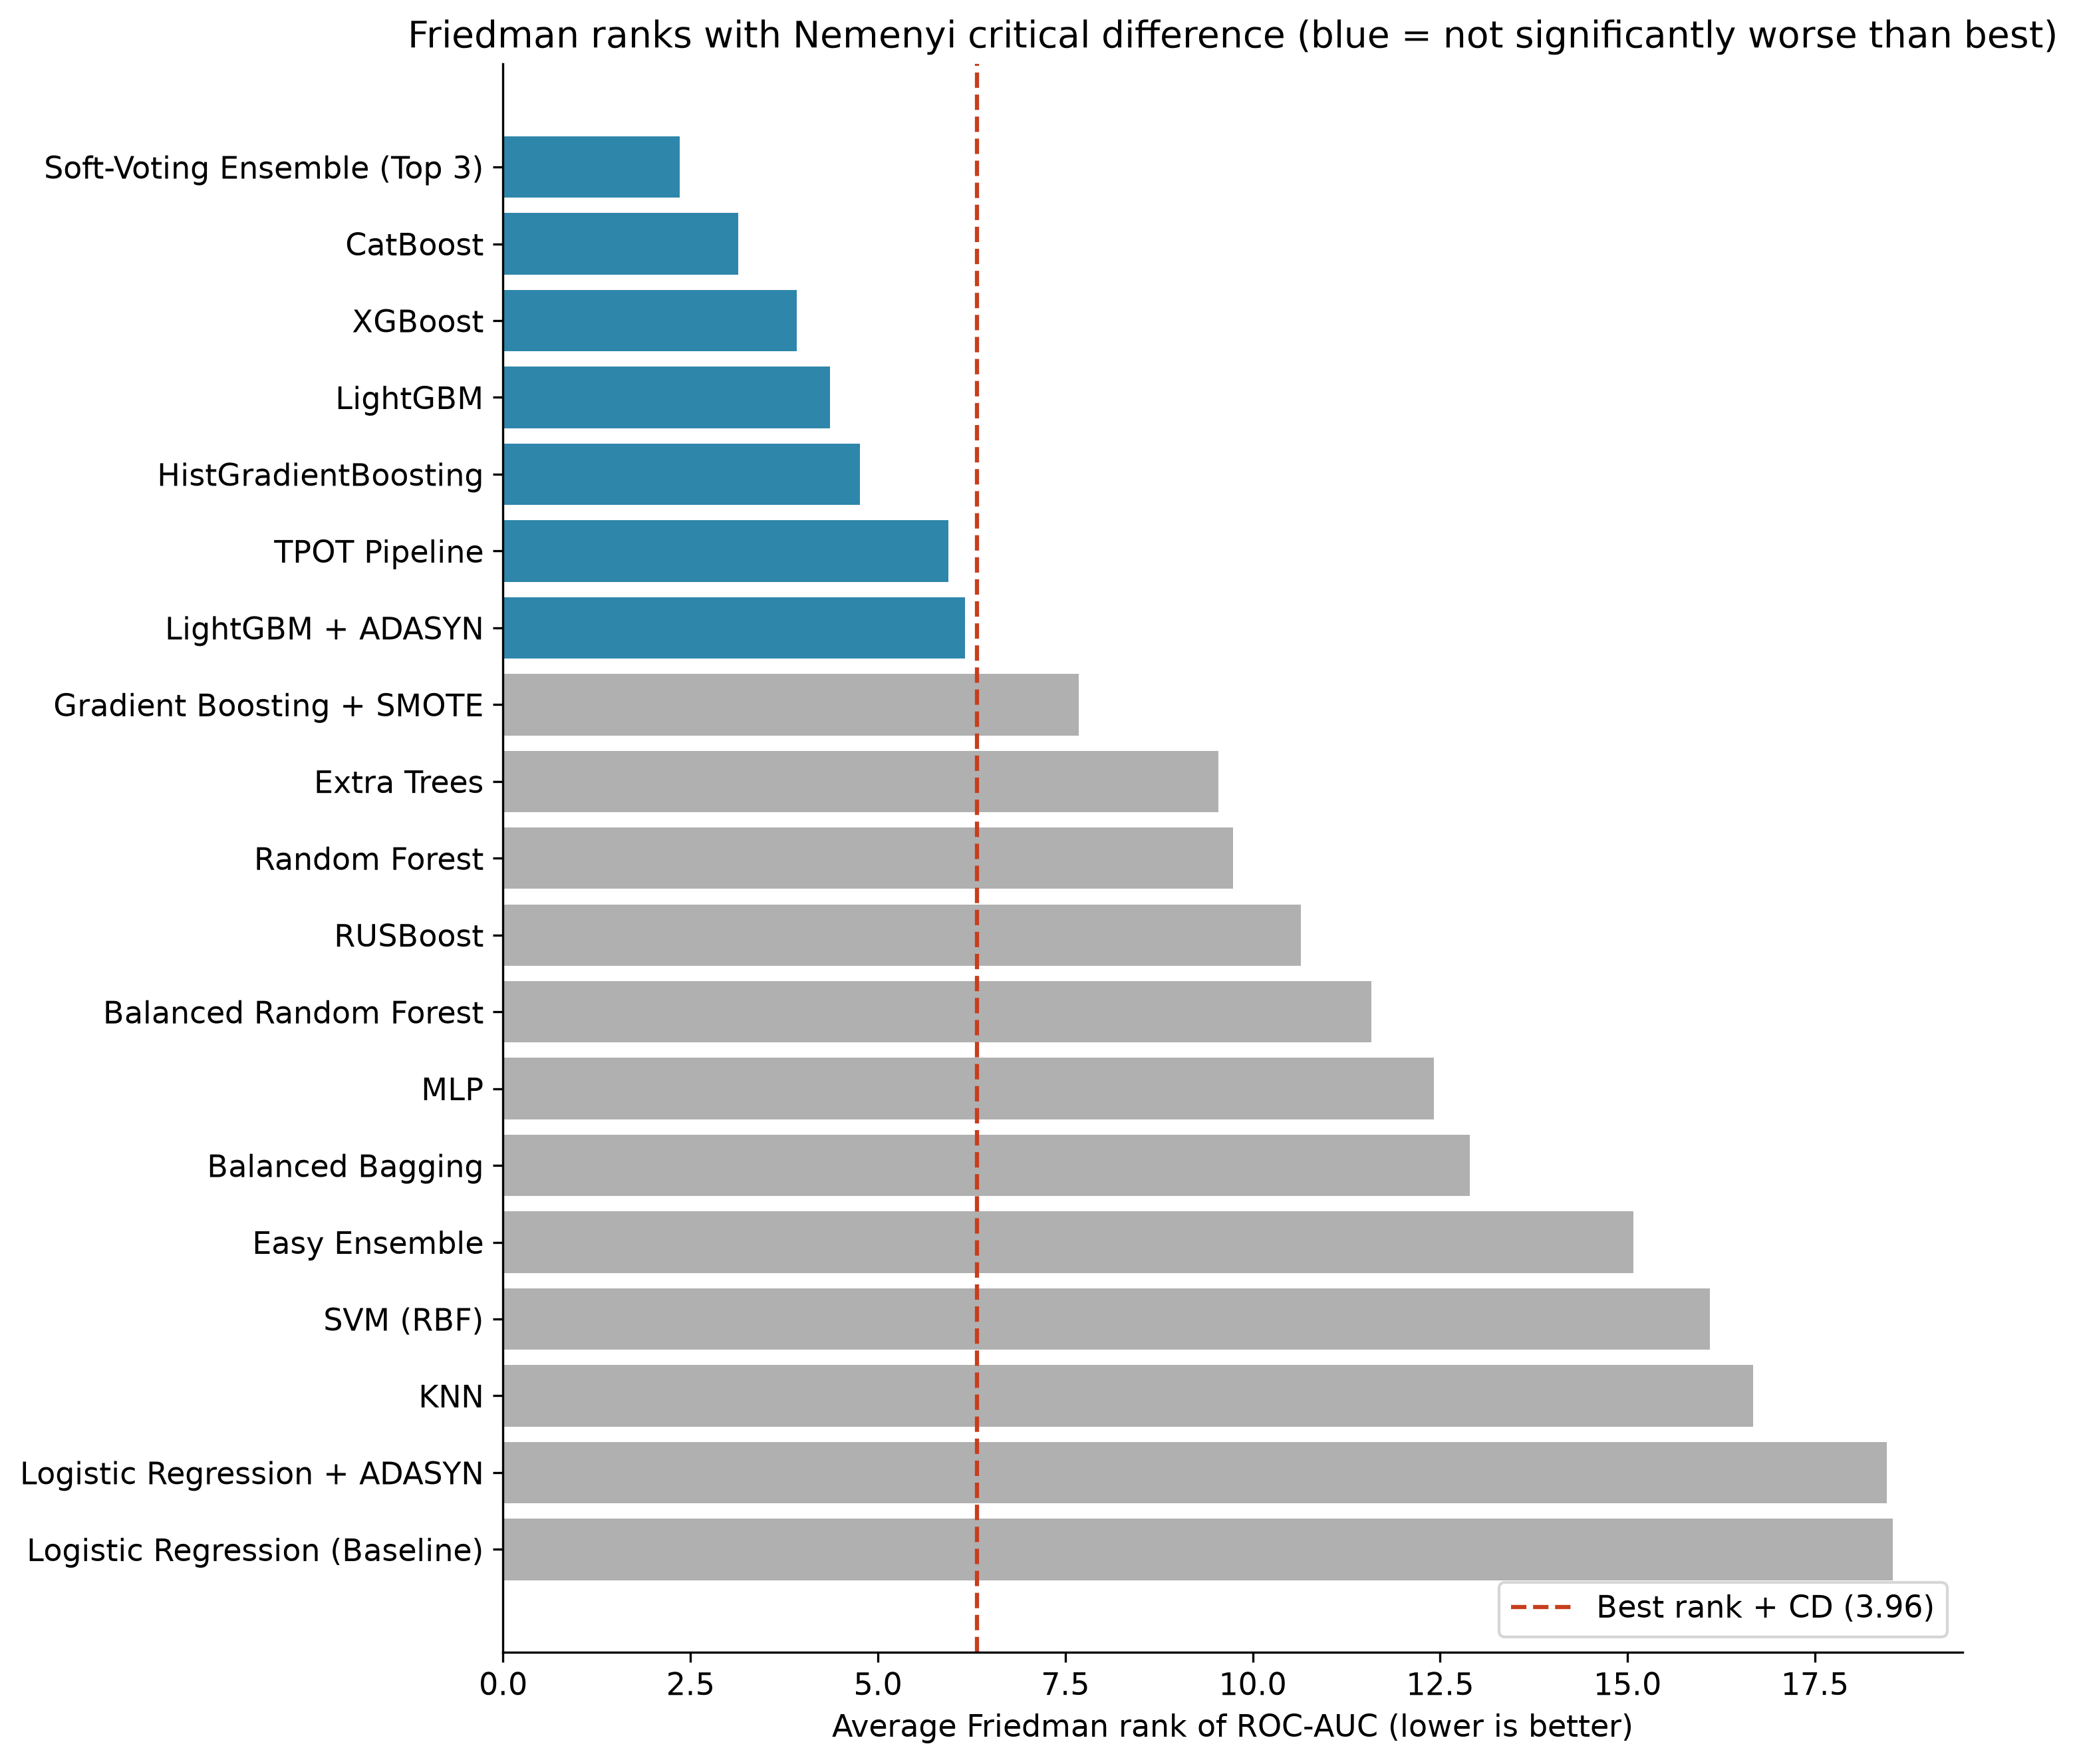 Friedman ranks with Nemenyi critical difference (blue = not significantly worse than best)
Soft-Voting Ensemble (Top 3)
CatBoost
XGBoost
LightGBM
HistGradientBoosting
TPOT Pipeline
LightGBM + ADASYN
Gradient Boosting + SMOTE
Extra Trees
Random Forest
RUSBoost
Balanced Random Forest
MLP
Balanced Bagging
Easy Ensemble
SVM (RBF)
KNN
Logistic Regression + ADASYN
Logistic Regression (Baseline)
Best rank + CD (3.96)
0.0 2.5 5.0 7.5 10.0 12.5 15.0 17.5
Average Friedman rank of ROC-AUC (lower is better)